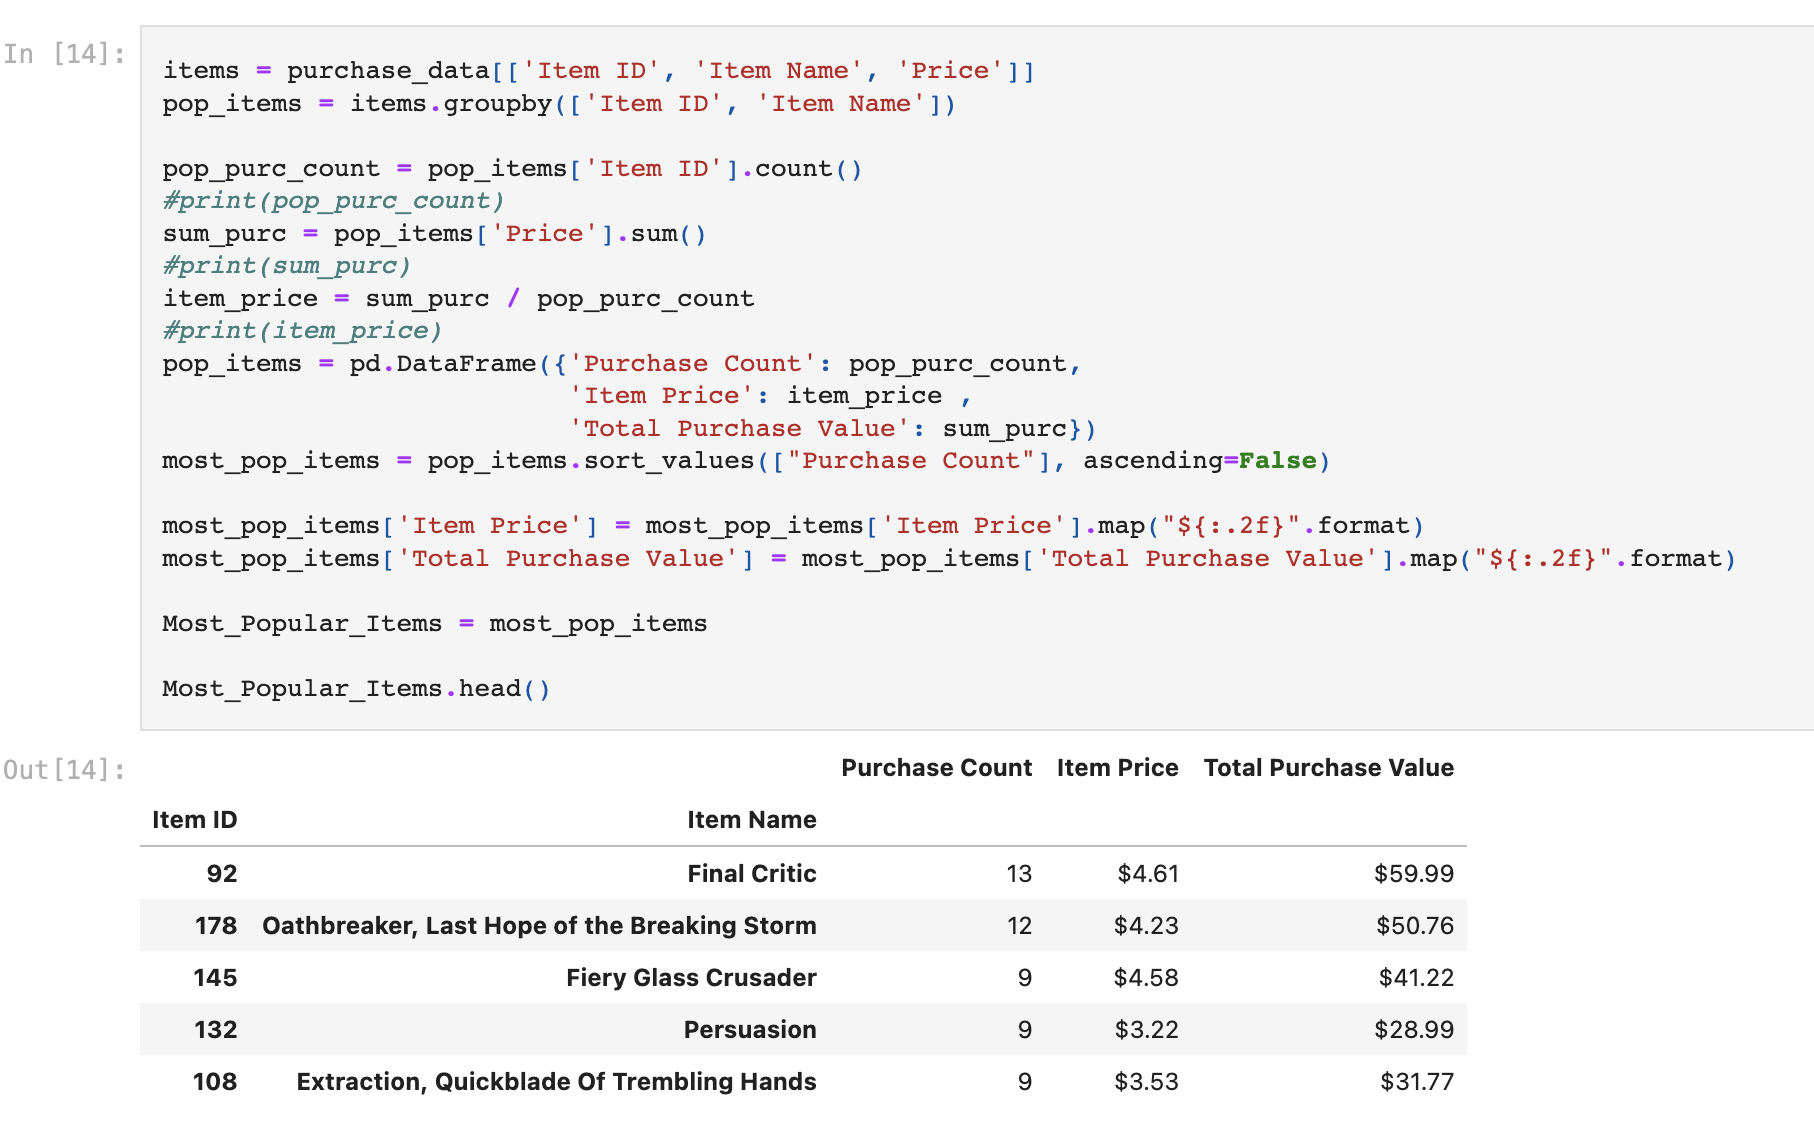 In [14]:
items = purchase_data[['Item ID', 'Item Name', 'Price']]
pop_items = items.groupby(['Item ID', 'Item Name'])
pop_purc_count = pop_items['Item ID'].count()
#print(pop_purc_count)
sum_purc = pop_items['Price'].sum()
#print(sum_purc)
item_price = sum_purc / pop_purc_count
#print(item_price)
pop_items = pd.DataFrame({'Purchase Count': pop_purc_count,
'Item Price': item_price ,
'Total Purchase Value': sum_purc})
most_pop_items = pop_items.sort_values(["Purchase Count"], ascending=False)
most_pop_items['Item Price'] = most_pop_items['Item Price'].map("${:.2f}".format)
most_pop_items['Total Purchase Value'] = most_pop_items['Total Purchase Value'].map("${:.2f}".format)
Most_Popular_Items = most_pop_items
Most_Popular_Items.head()
Out[14]:
Purchase Count Item Price Total Purchase Value
Item ID Item Name
92 Final Critic 13 $4.61 $59.99
178 Oathbreaker, Last Hope of the Breaking Storm 12 $4.23 $50.76
145 Fiery Glass Crusader 9 $4.58 $41.22
132 Persuasion 9 $3.22 $28.99
108 Extraction, Quickblade Of Trembling Hands 9 $3.53 $31.77